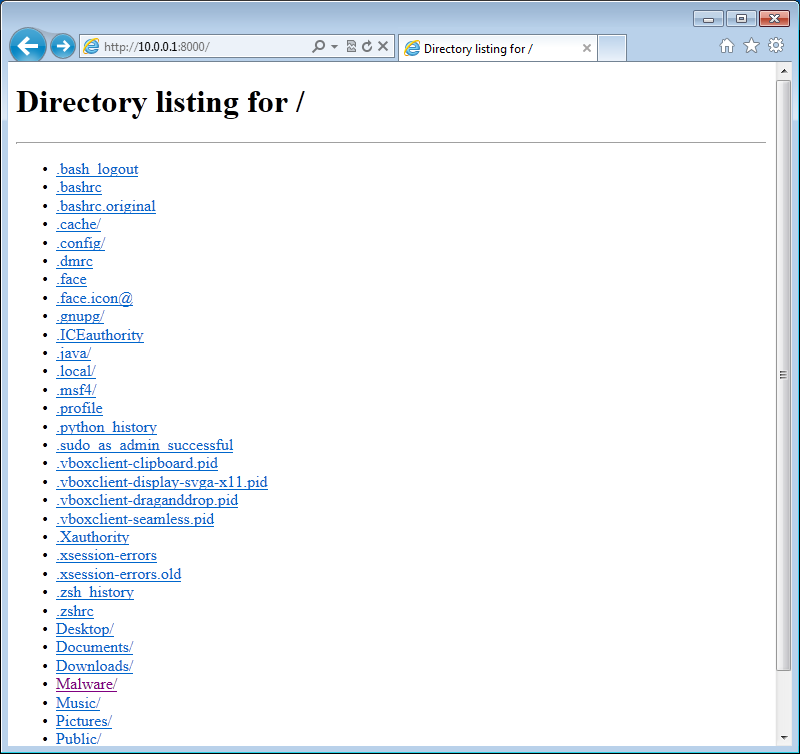 http://10.0.0.1:8000/
Directory listing for /
Directory listing for /
.bash_logout
.bashrc
.bashrc.original
.cache/
.config/
.dmrc
.face
.face.icon@
.gnupg/
.ICEauthority
.java/
.local/
.msf4/
.profile
.python_history
.sudo_as_admin_successful
.vboxclient-clipboard.pid
.vboxclient-display-svga-x11.pid
.vboxclient-draganddrop.pid
.vboxclient-seamless.pid
.Xauthority
.xsession-errors
.xsession-errors.old
.zsh_history
.zshrc
Desktop/
Documents/
Downloads/
Malware/
Music/
Pictures/
Public/